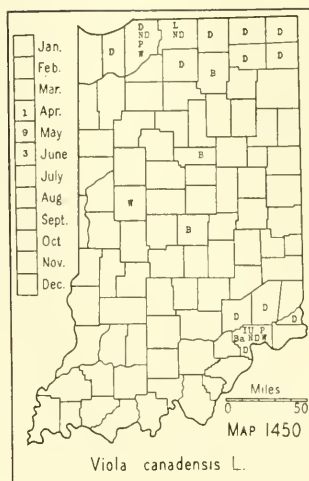 Jan.
Feb.
Mar.
1 Apr.
9 May
3 June
July
Aug
Sept.
Oct
Nov.
Dec.
D
L
ND
ND
D
D
D
D
P
W
D
D
D
B
B
W
B
D
D
D
IU P
Ba NDW
D
Miles
0 50
MAP 1450
Viola canadensis L.